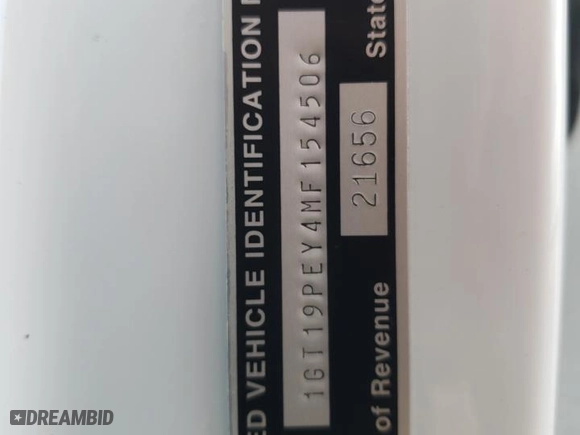 ED VEHICLE IDENTIFICATION
1GT19PEY4MF154506
21656
of Revenue
State
DREAMBID